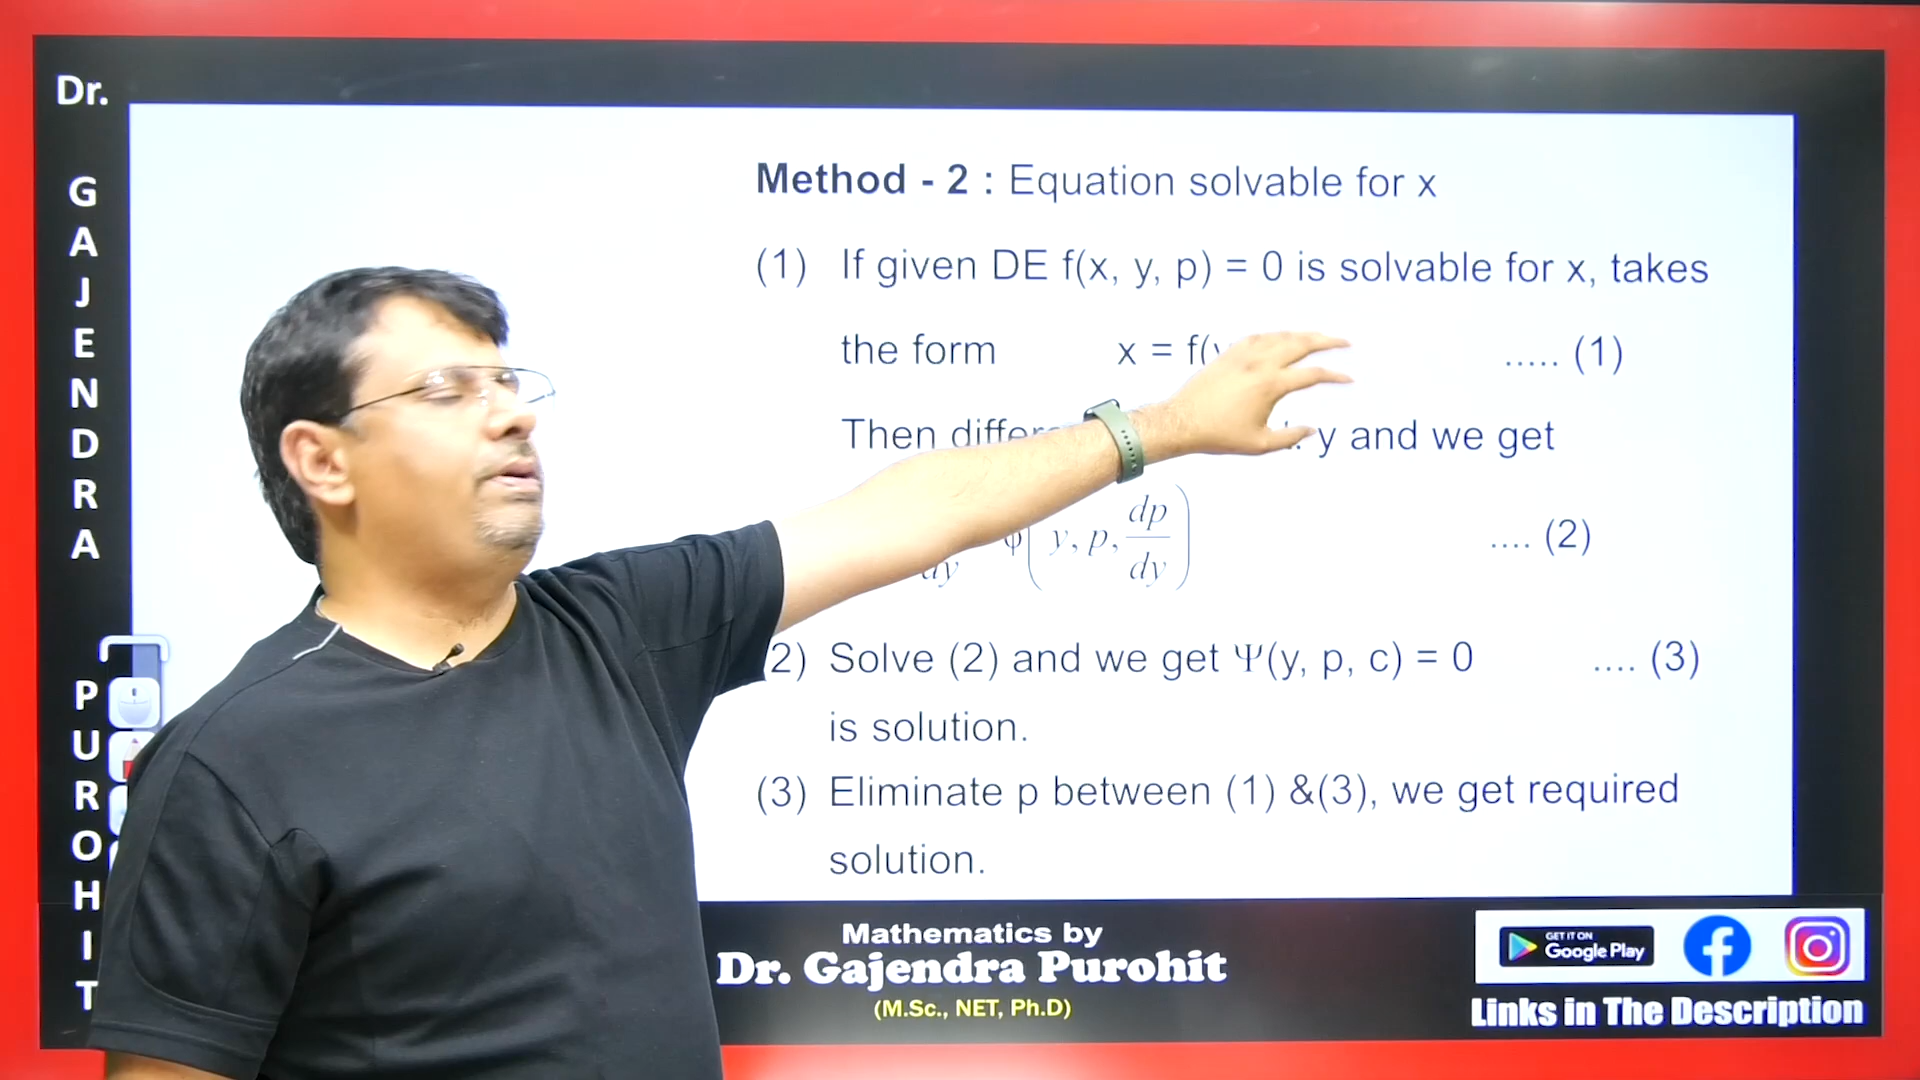 Dr.
GAJENDRA
PUROHIT
Method - 2 : Equation solvable for x
(1) If given DE f(x, y, p) = 0 is solvable for x, takes
the form x = f( ..... (1)
Then y and we get
φ( y, p, dp/dy ) .... (2)
2) Solve (2) and we get Ψ(y, p, c) = 0 .... (3)
is solution.
(3) Eliminate p between (1) &(3), we get required
solution.
Mathematics by
Dr. Gajendra Purohit
(M.Sc., NET, Ph.D)
GET IT ON
Google Play
Links in The Description